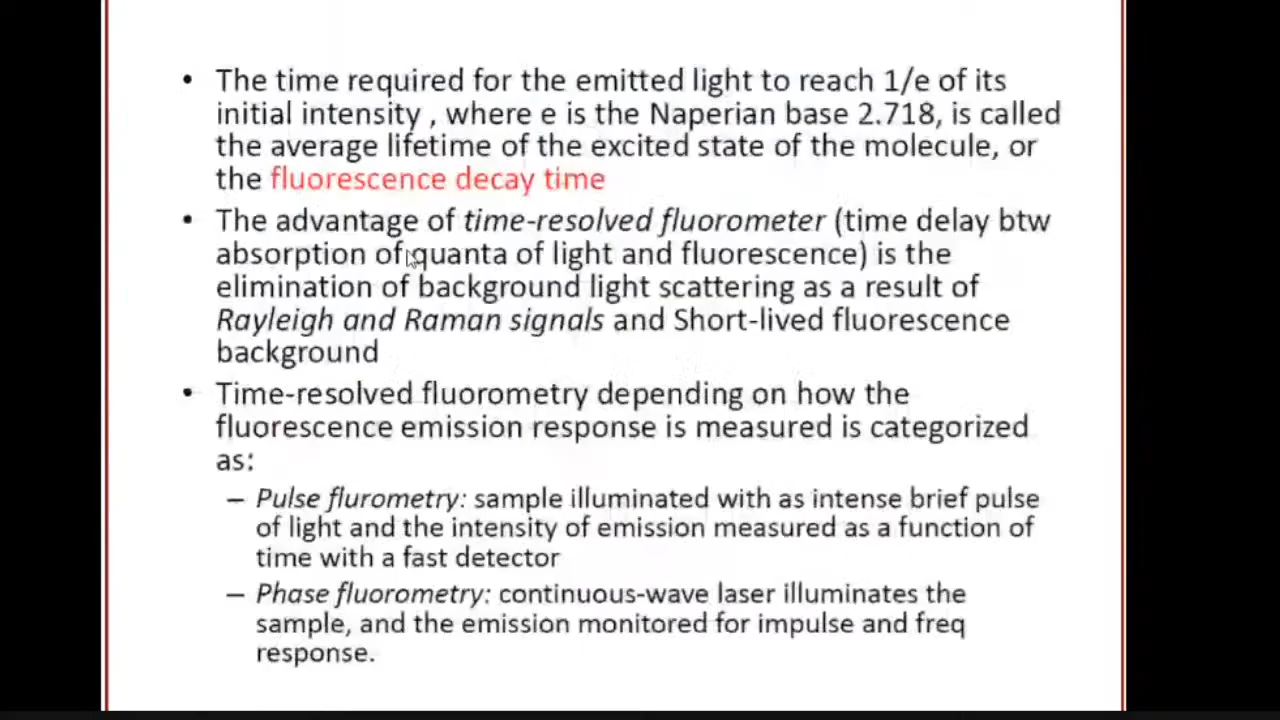 • The time required for the emitted light to reach 1/e of its
initial intensity , where e is the Naperian base 2.718, is called
the average lifetime of the excited state of the molecule, or
the fluorescence decay time
• The advantage of time-resolved fluorometer (time delay btw
absorption of quanta of light and fluorescence) is the
elimination of background light scattering as a result of
Rayleigh and Raman signals and Short-lived fluorescence
background
• Time-resolved fluorometry depending on how the
fluorescence emission response is measured is categorized
as:
– Pulse flurometry: sample illuminated with as intense brief pulse
of light and the intensity of emission measured as a function of
time with a fast detector
– Phase fluorometry: continuous-wave laser illuminates the
sample, and the emission monitored for impulse and freq
response.